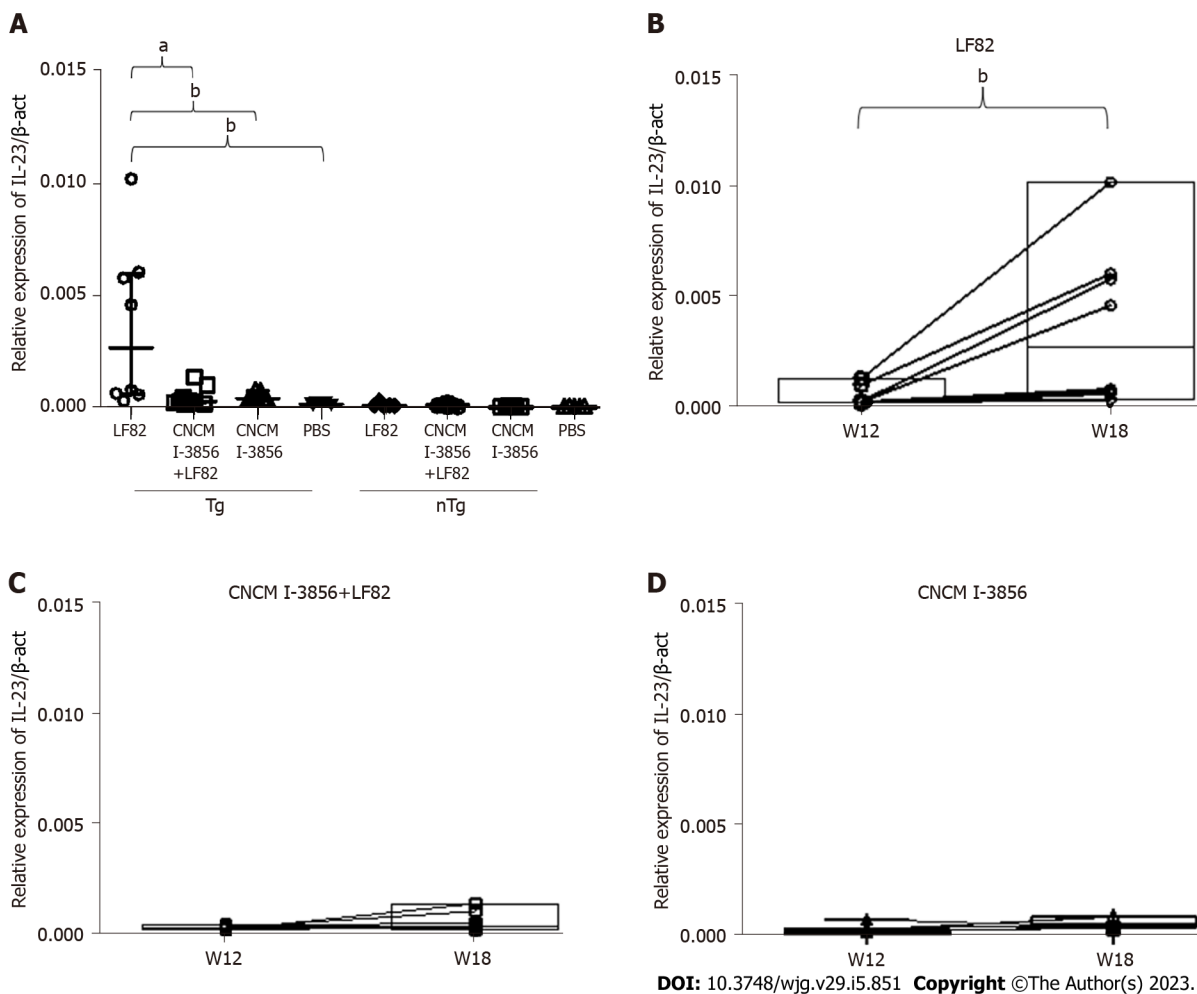 A
Relative expression of IL-23/β-act
0.015
0.010
0.005
0.000
a
b
b
LF82
CNCM
I-3856
+LF82
CNCM
I-3856
PBS
LF82
CNCM
I-3856
+LF82
CNCM
I-3856
PBS
Tg
nTg
B
LF82
Relative expression of IL-23/β-act
0.015
0.010
0.005
0.000
b
W12
W18
C
CNCM I-3856+LF82
Relative expression of IL-23/β-act
0.015
0.010
0.005
0.000
W12
W18
D
CNCM I-3856
Relative expression of IL-23/β-act
0.015
0.010
0.005
0.000
W12
W18
DOI: 10.3748/wjg.v29.i5.851 Copyright ©The Author(s) 2023.